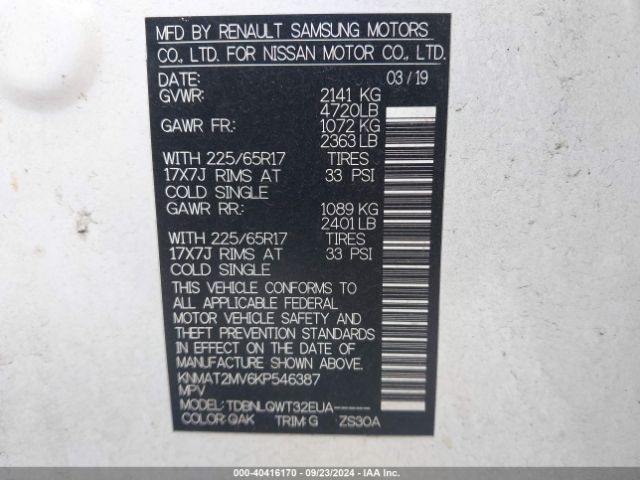 MFD BY RENAULT SAMSUNG MOTORS
CO., LTD. FOR NISSAN MOTOR CO., LTD.
DATE: 03 / 19
GVWR: 2141 KG
4720LB
GAWR FR: 1072 KG
2363 LB
WITH 225/65R17 TIRES
17X7J RIMS AT 33 PSI
COLD SINGLE
GAWR RR: 1089 KG
2401 LB
WITH 225/65R17 TIRES
17X7J RIMS AT 33 PSI
COLD SINGLE
THIS VEHICLE CONFORMS TO
ALL APPLICABLE FEDERAL
MOTOR VEHICLE SAFETY AND
THEFT PREVENTION STANDARDS
IN EFFECT ON THE DATE OF
MANUFACTURE SHOWN ABOVE.
KNMAT2MV6KP546387
MPV
MODEL: TDBNLQWT32EUA-----
COLOR: QAK TRIM: G ZS30A
000-40416170 - 09/23/2024 - IAA Inc.